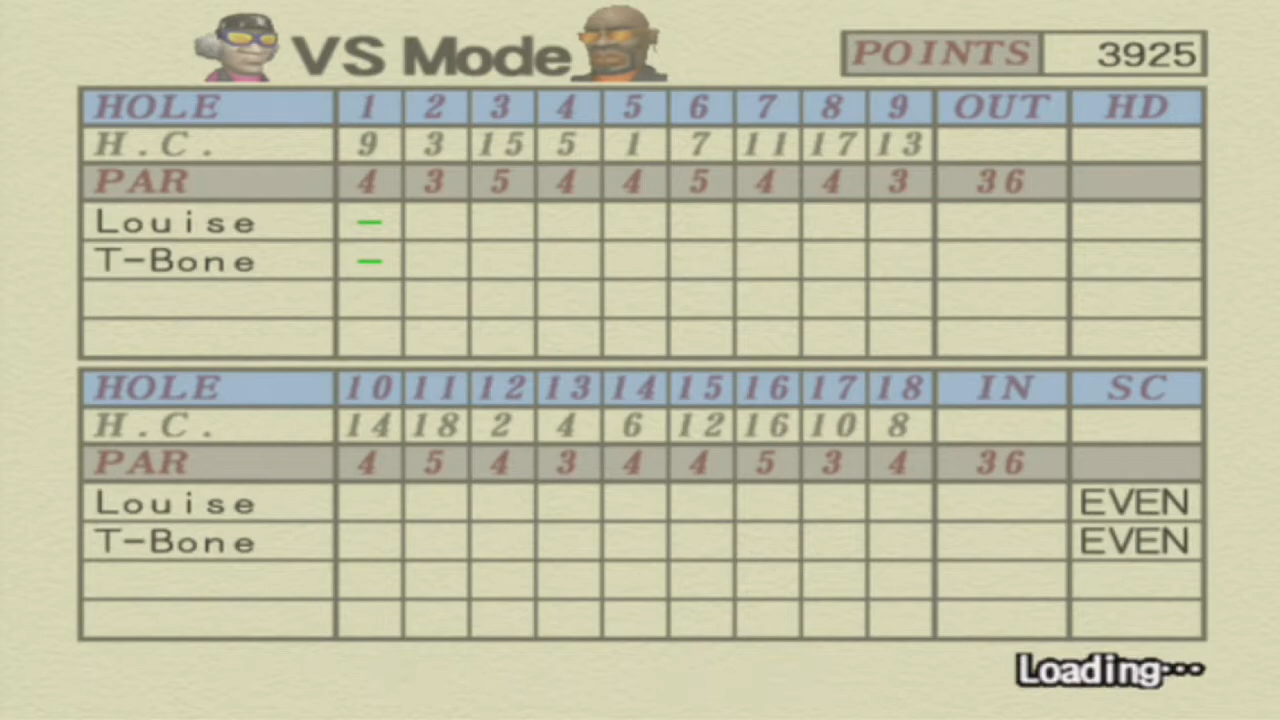 VS Mode POINTS 3925
HOLE 1 2 3 4 5 6 7 8 9 OUT HD
H.C. 9 3 15 5 1 7 11 17 13
PAR 4 3 5 4 4 5 4 4 3 36
Louise –
T-Bone –
HOLE 10 11 12 13 14 15 16 17 18 IN SC
H.C. 14 18 2 4 6 12 16 10 8
PAR 4 5 4 3 4 4 5 3 4 36
Louise EVEN
T-Bone EVEN
Loading...